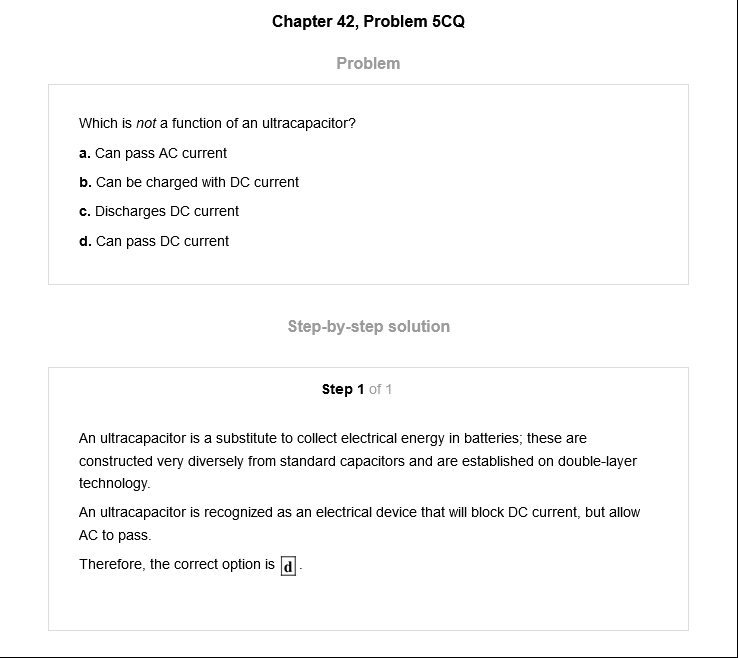 Chapter 42, Problem 5CQ
Problem
Which is not a function of an ultracapacitor?
a. Can pass AC current
b. Can be charged with DC current
c. Discharges DC current
d. Can pass DC current
Step-by-step solution
Step 1 of 1
An ultracapacitor is a substitute to collect electrical energy in batteries; these are
constructed very diversely from standard capacitors and are established on double-layer
technology.
An ultracapacitor is recognized as an electrical device that will block DC current, but allow
AC to pass.
Therefore, the correct option is d.